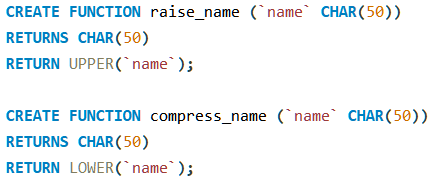 CREATE FUNCTION raise_name (`name` CHAR(50))
RETURNS CHAR(50)
RETURN UPPER(`name`);
CREATE FUNCTION compress_name (`name` CHAR(50))
RETURNS CHAR(50)
RETURN LOWER(`name`);